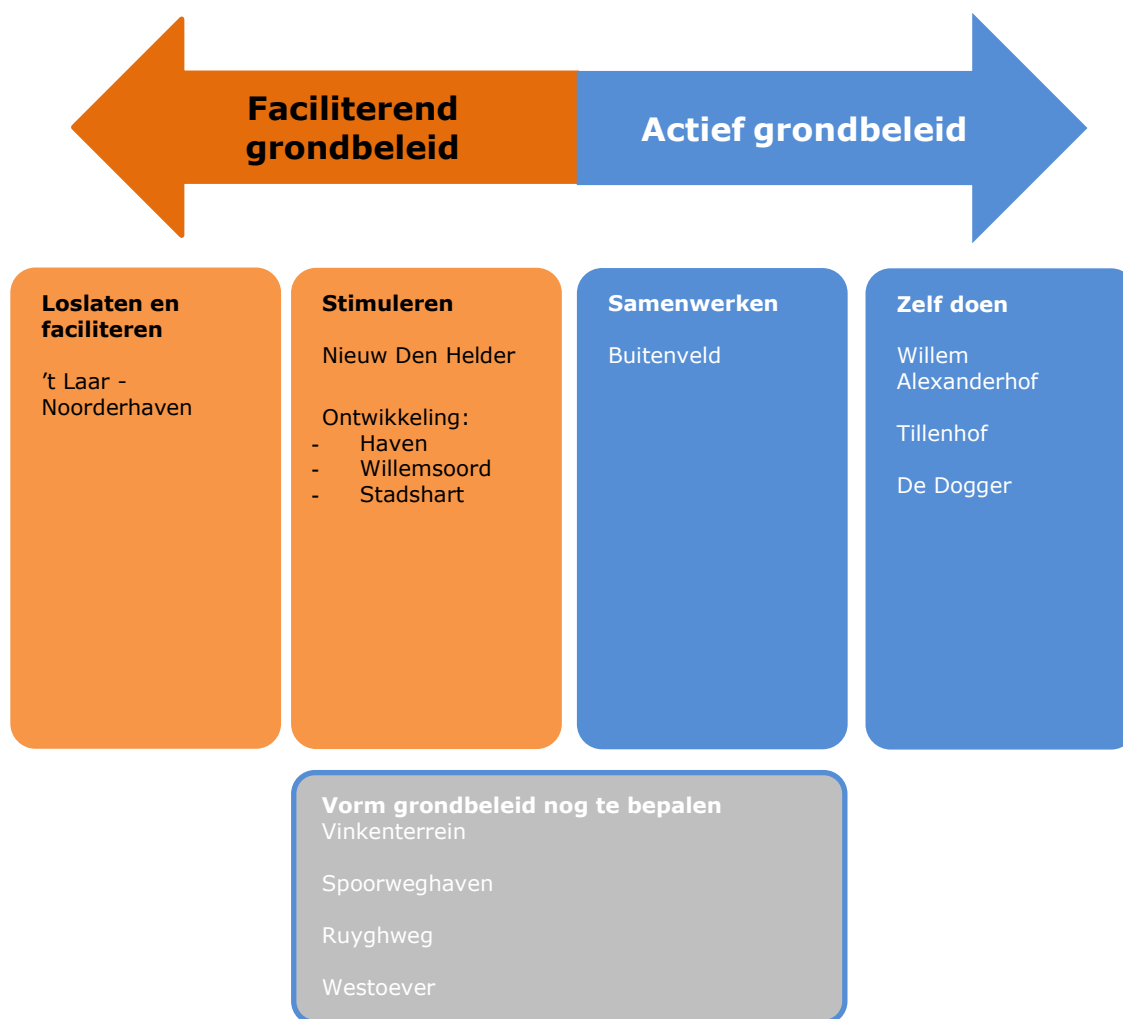 Faciliterend
grondbeleid
Actief grondbeleid
Loslaten en
faciliteren
’t Laar -
Noorderhaven
Stimuleren
Nieuw Den Helder
Ontwikkeling:
- Haven
- Willemsoord
- Stadshart
Samenwerken
Buitenveld
Zelf doen
Willem
Alexanderhof
Tillenhof
De Dogger
Vorm grondbeleid nog te bepalen
Vinkenterrein
Spoorweghaven
Ruyghweg
Westoever